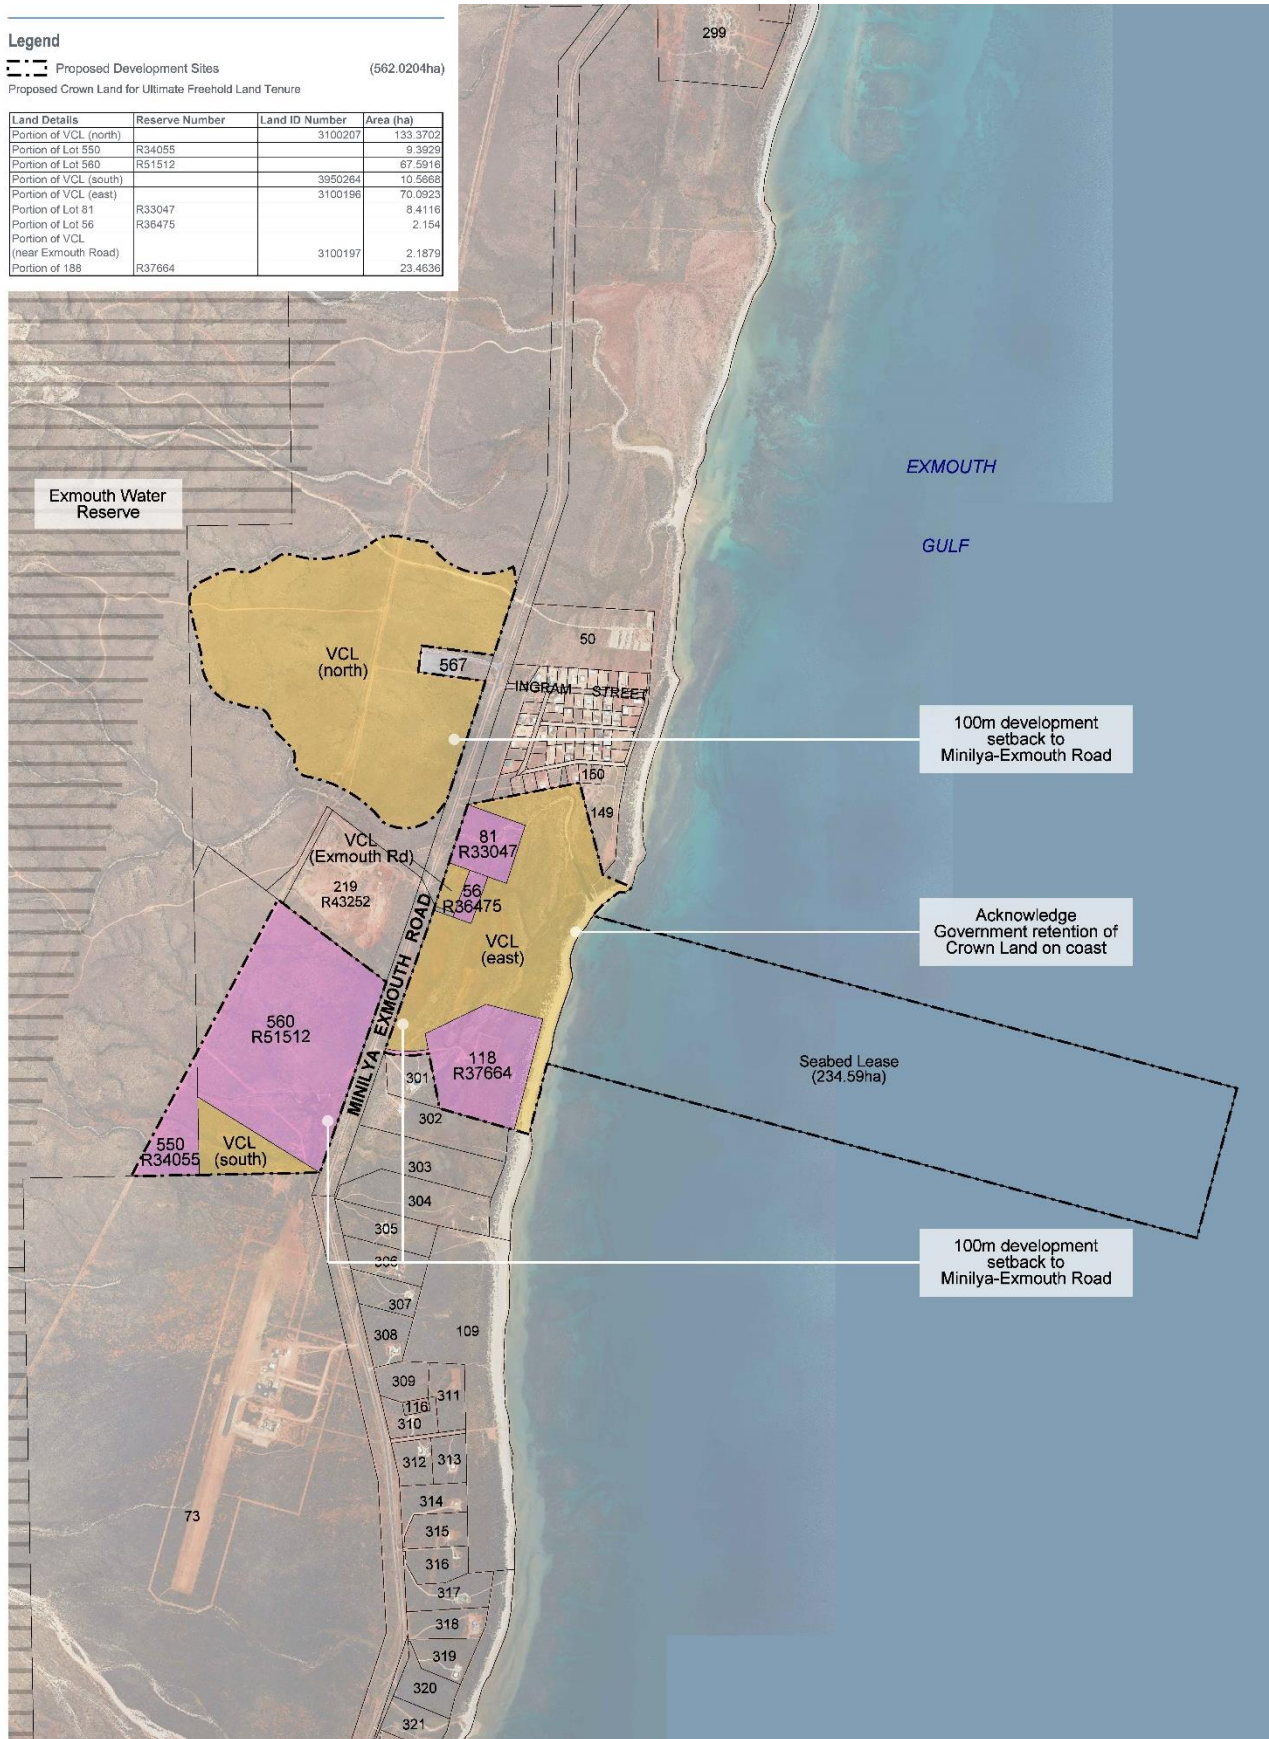 Legend
Proposed Development Sites (562.0204ha)
Proposed Crown Land for Ultimate Freehold Land Tenure
Land Details Reserve Number Land ID Number Area (ha)
Portion of VCL (north) 3100207 133.3702
Portion of Lot 550 R34055 9.3929
Portion of Lot 560 R51512 67.5916
Portion of VCL (south) 3950264 10.5668
Portion of VCL (east) 3100196 70.0923
Portion of Lot 81 R33047 8.4116
Portion of Lot 56 R36475 2.154
Portion of VCL
(near Exmouth Road) 3100197 2.1879
Portion of 188 R37664 23.4636
299
EXMOUTH
GULF
Exmouth Water
Reserve
VCL
(north)
567
50
INGRAM STREET
150
149
100m development
setback to
Minilya-Exmouth Road
81
R33047
VCL
(Exmouth Rd)
219
R43252
56
R36475
VCL
(east)
Acknowledge
Government retention of
Crown Land on coast
MINILYA EXMOUTH ROAD
560
R51512
118
R37664
Seabed Lease
(234.59ha)
301
302
550
R34055
VCL
(south)
303
304
305
306
100m development
setback to
Minilya-Exmouth Road
307
308
109
309
311
116
310
312
313
314
73
315
316
317
318
319
320
321